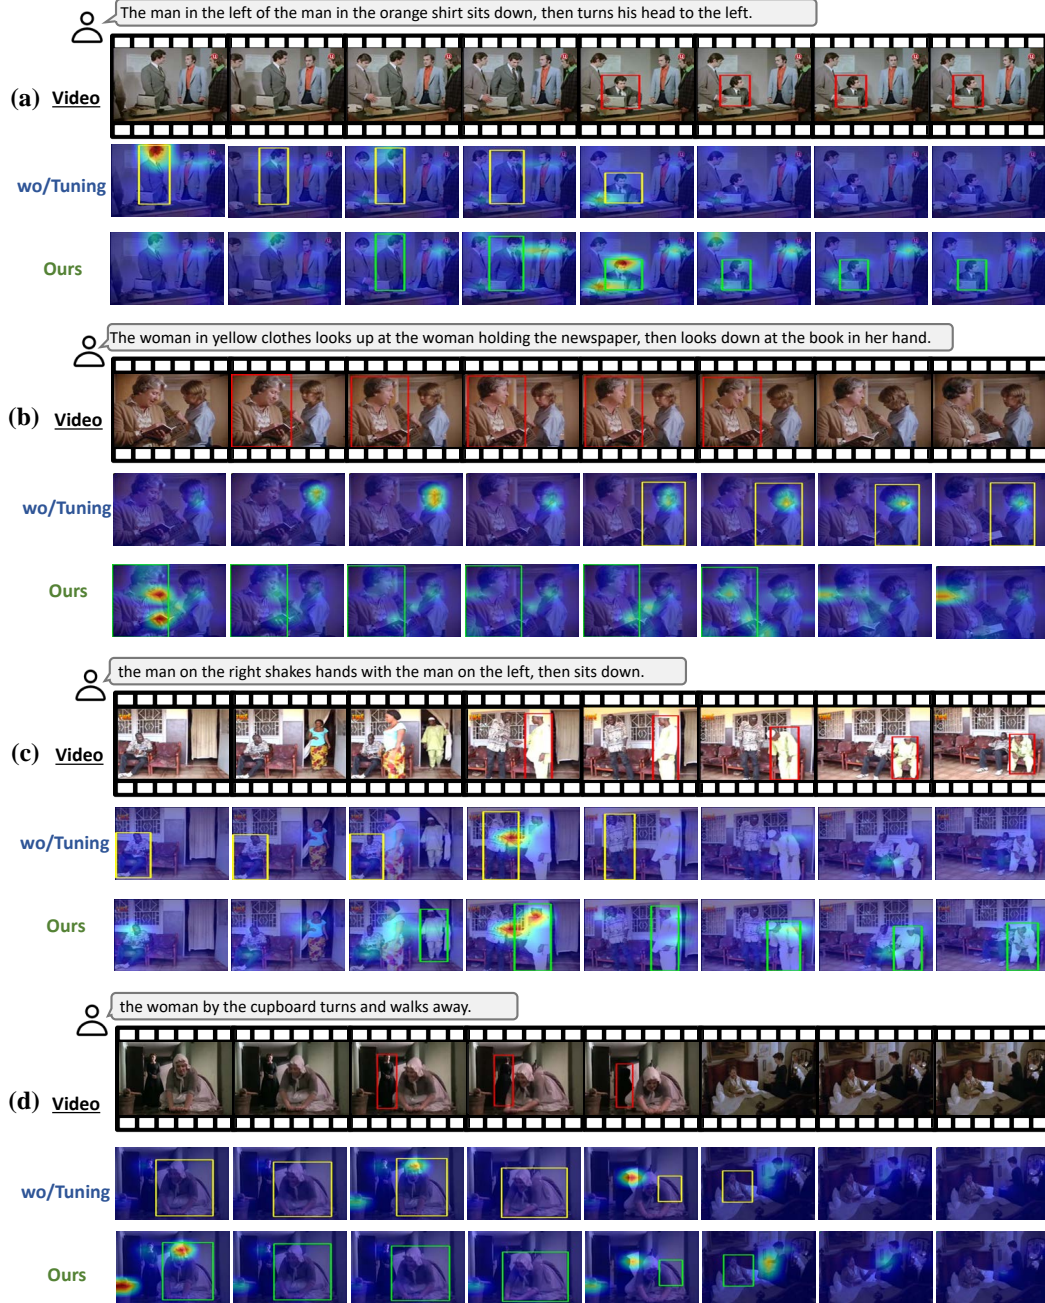 The man in the left of the man in the orange shirt sits down, then turns his head to the left.
(a) Video
wo/Tuning
Ours
The woman in yellow clothes looks up at the woman holding the newspaper, then looks down at the book in her hand.
(b) Video
wo/Tuning
Ours
the man on the right shakes hands with the man on the left, then sits down.
(c) Video
wo/Tuning
Ours
the woman by the cupboard turns and walks away.
(d) Video
wo/Tuning
Ours